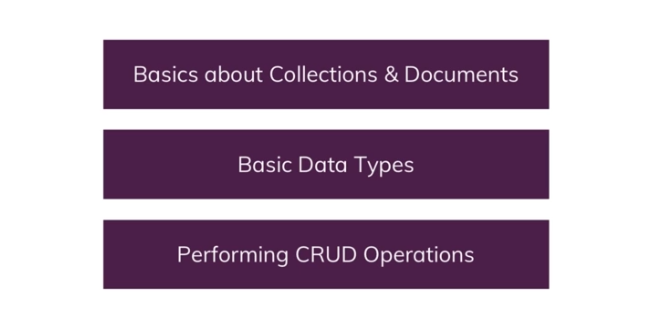 Basics about Collections & Documents
Basic Data Types
Performing CRUD Operations